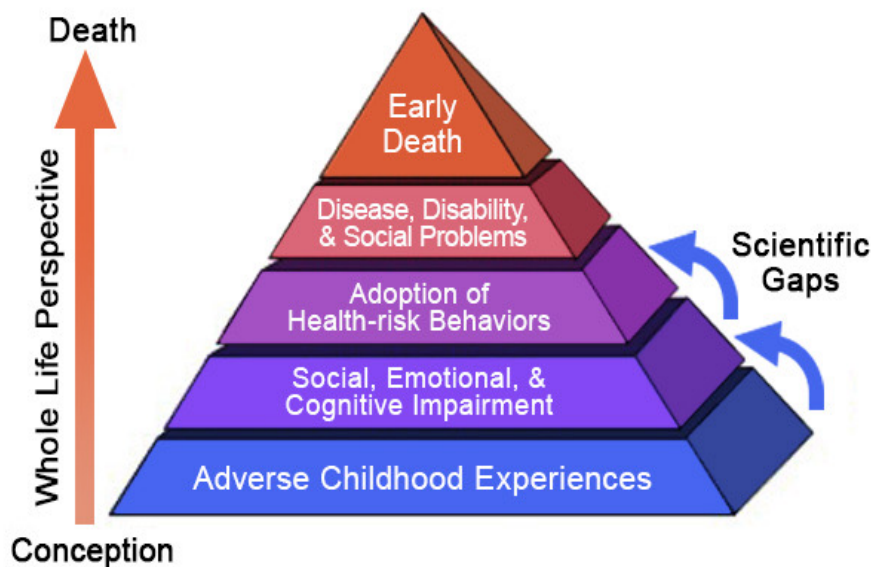 Death
Whole Life Perspective
Conception
Early
Death
Disease, Disability,
& Social Problems
Adoption of
Health-risk Behaviors
Social, Emotional, &
Cognitive Impairment
Adverse Childhood Experiences
Scientific
Gaps